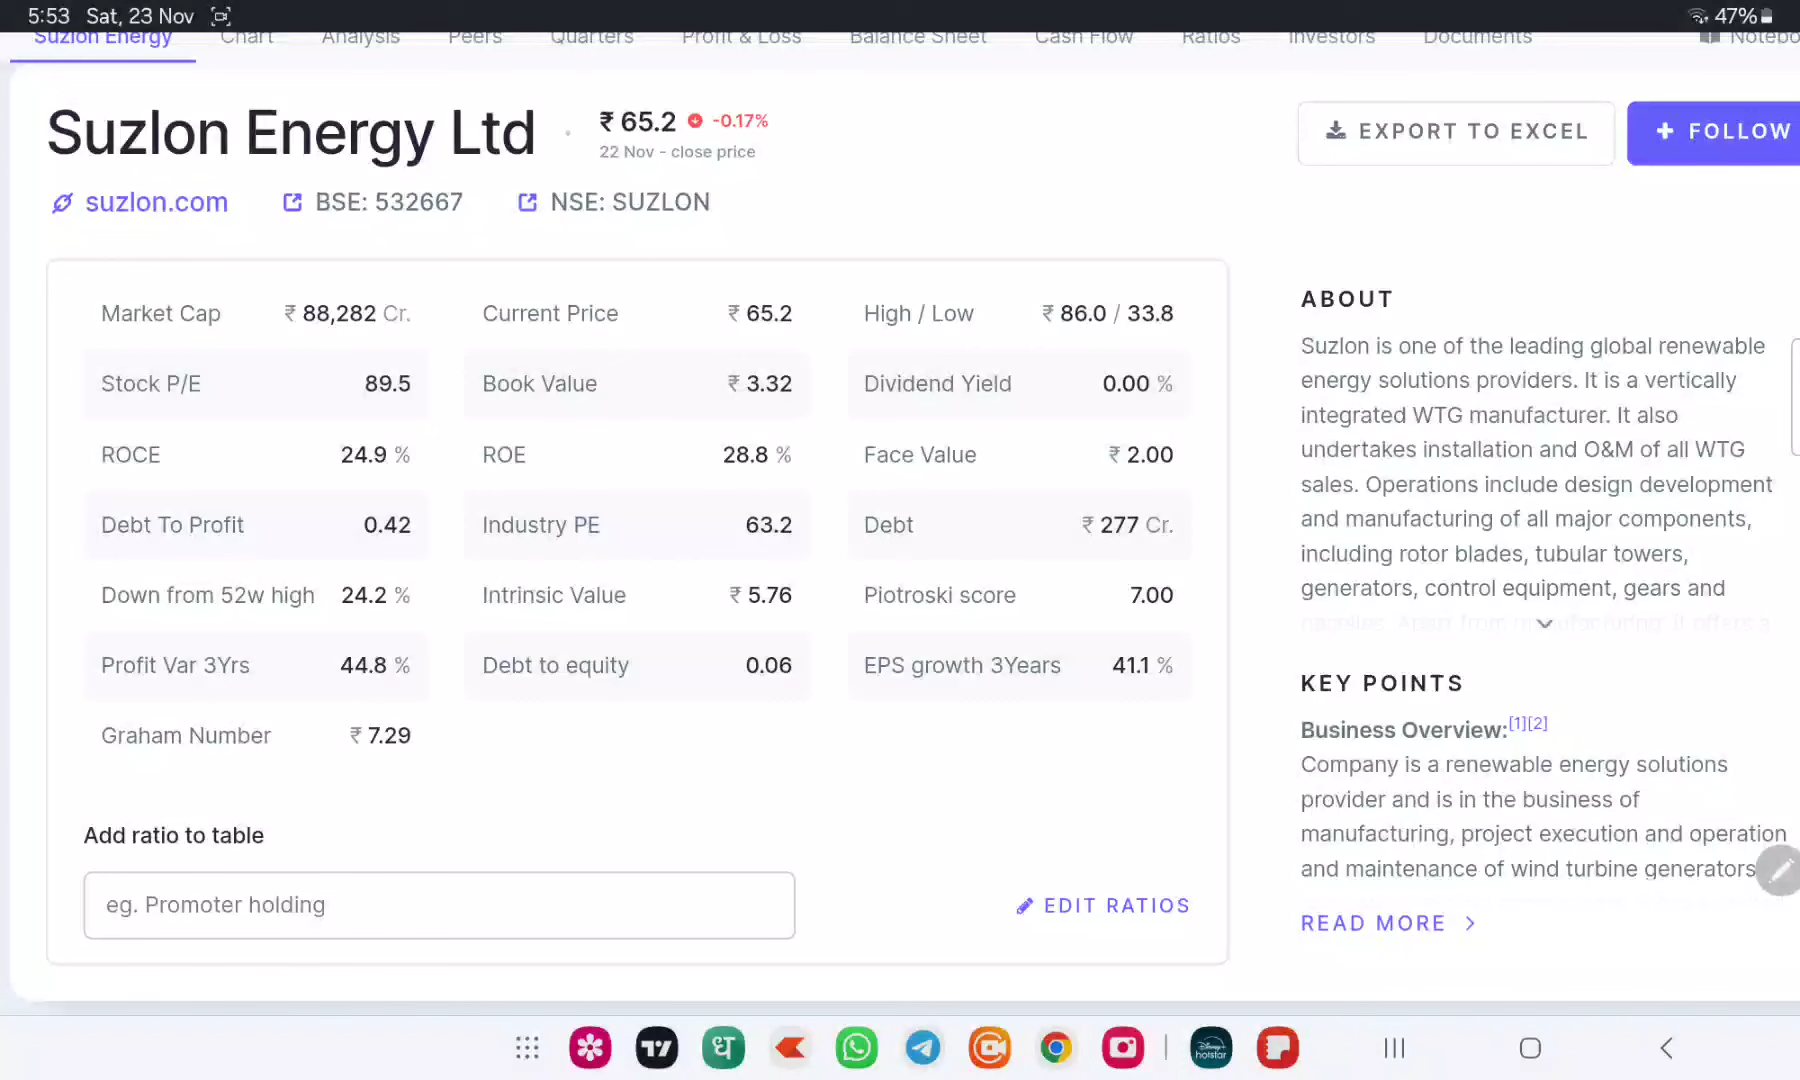 5:53 Sat, 23 Nov
47%
Suzlon Energy Chart Analysis Peers Quarters Profit & Loss Balance Sheet Cash Flow Ratios Investors Documents Notebo
Suzlon Energy Ltd
₹ 65.2 -0.17%
22 Nov - close price
EXPORT TO EXCEL
+ FOLLOW
suzlon.com
BSE: 532667
NSE: SUZLON
Market Cap ₹ 88,282 Cr.
Current Price ₹ 65.2
High / Low ₹ 86.0 / 33.8
Stock P/E 89.5
Book Value ₹ 3.32
Dividend Yield 0.00 %
ROCE 24.9 %
ROE 28.8 %
Face Value ₹ 2.00
Debt To Profit 0.42
Industry PE 63.2
Debt ₹ 277 Cr.
Down from 52w high 24.2 %
Intrinsic Value ₹ 5.76
Piotroski score 7.00
Profit Var 3Yrs 44.8 %
Debt to equity 0.06
EPS growth 3Years 41.1 %
Graham Number ₹ 7.29
Add ratio to table
eg. Promoter holding
EDIT RATIOS
ABOUT
Suzlon is one of the leading global renewable
energy solutions providers. It is a vertically
integrated WTG manufacturer. It also
undertakes installation and O&M of all WTG
sales. Operations include design development
and manufacturing of all major components,
including rotor blades, tubular towers,
generators, control equipment, gears and
nacelles. Apart from manufacturing, it offers a
KEY POINTS
Business Overview:[1][2]
Company is a renewable energy solutions
provider and is in the business of
manufacturing, project execution and operation
and maintenance of wind turbine generators
READ MORE
ध
Disney+
hotstar